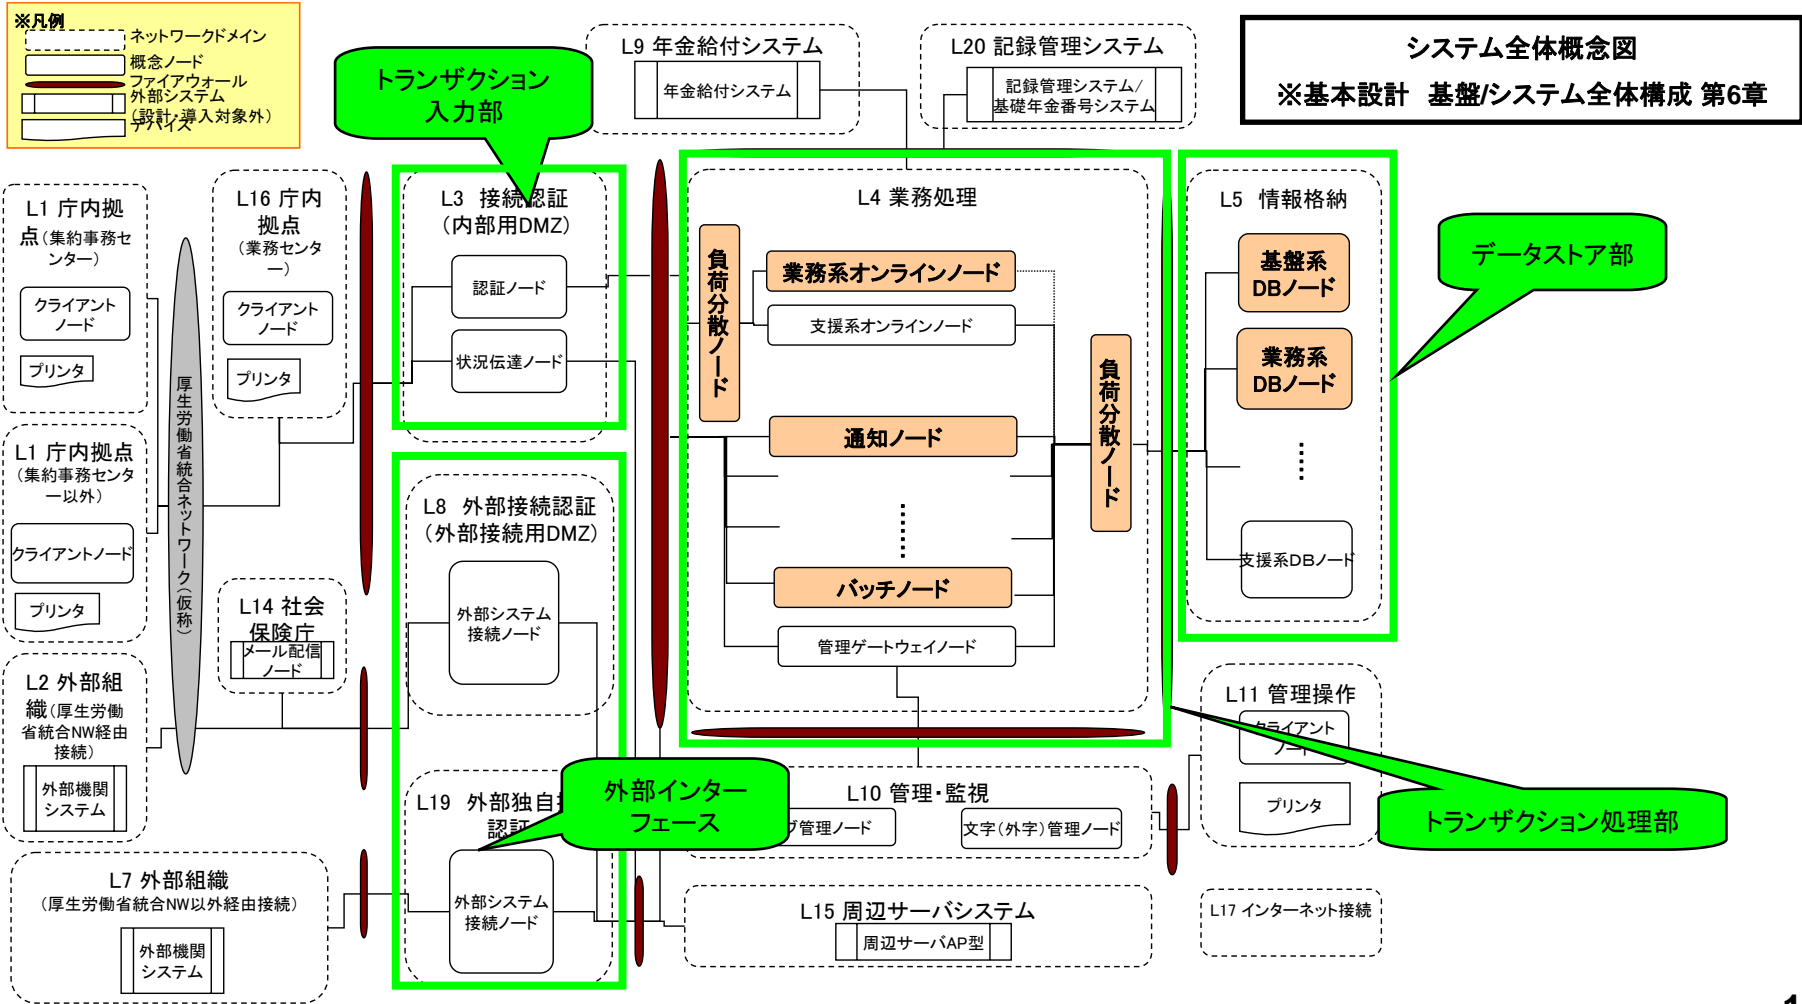 ※凡例
ネットワークドメイン
概念ノード
ファイアウォール
外部システム
(設計・導入対象外)
デバイス
トランザクション
入力部
L9 年金給付システム
年金給付システム
L20 記録管理システム
記録管理システム/
基礎年金番号システム
システム全体概念図
※基本設計 基盤/システム全体構成 第6章
L1 庁内拠
点(集約事務セ
ンター)
クライアント
ノード
プリンタ
L16 庁内
拠点
(業務センタ
ー)
クライアント
ノード
プリンタ
L1 庁内拠点
(集約事務センタ
ー以外)
クライアントノード
プリンタ
厚生労働省統合ネットワーク(仮称)
L14 社会
保険庁
メール配信
ノード
L2 外部組
織(厚生労働
省統合NW経由
接続)
外部機関
システム
L7 外部組織
(厚生労働省統合NW以外経由接続)
外部機関
システム
L3 接続認証
(内部用DMZ)
認証ノード
状況伝達ノード
L8 外部接続認証
(外部接続用DMZ)
外部システム
接続ノード
L19 外部独自
認証
外部システム
接続ノード
外部インター
フェース
L4 業務処理
負荷分散ノード
業務系オンラインノード
支援系オンラインノード
通知ノード
バッチノード
管理ゲートウェイノード
負荷分散ノード
L5 情報格納
基盤系
DBノード
業務系
DBノード
支援系DBノード
データストア部
L10 管理・監視
ブ管理ノード
文字(外字)管理ノード
L11 管理操作
クライアント
ノード
プリンタ
トランザクション処理部
L15 周辺サーバシステム
周辺サーバAP型
L17 インターネット接続